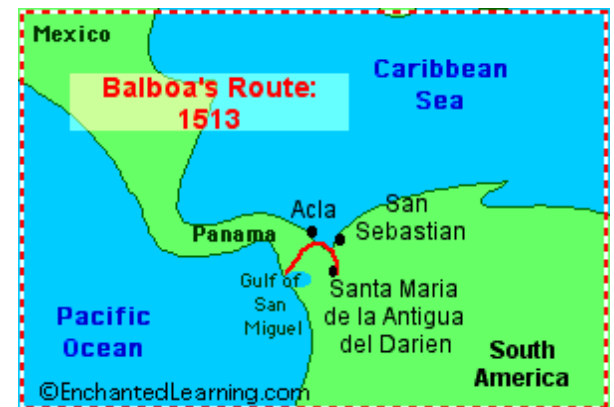 Mexico
Balboa's Route:
1513
Caribbean
Sea
Acla
San
Sebastian
Panama
Gulf of
San
Miguel
Santa Maria
de la Antigua
del Darien
Pacific
Ocean
South
America
©EnchantedLearning.com